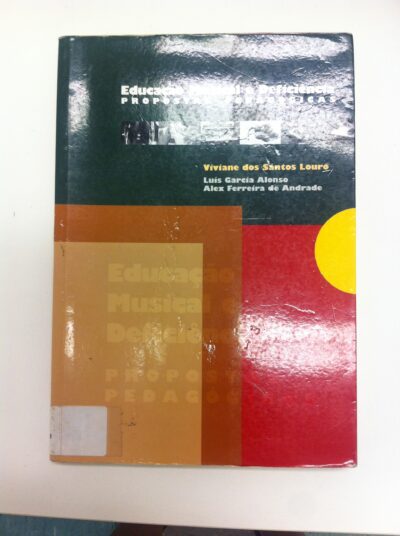 Educação Musical e Deficiência
PROPOSTAS PEDAGÓGICAS
Viviane dos Santos Louro
Luís Garcia Alonso
Alex Ferreira de Andrade
Educação
Musical e
Deficiência
PROPOSTAS
PEDAGÓGICAS